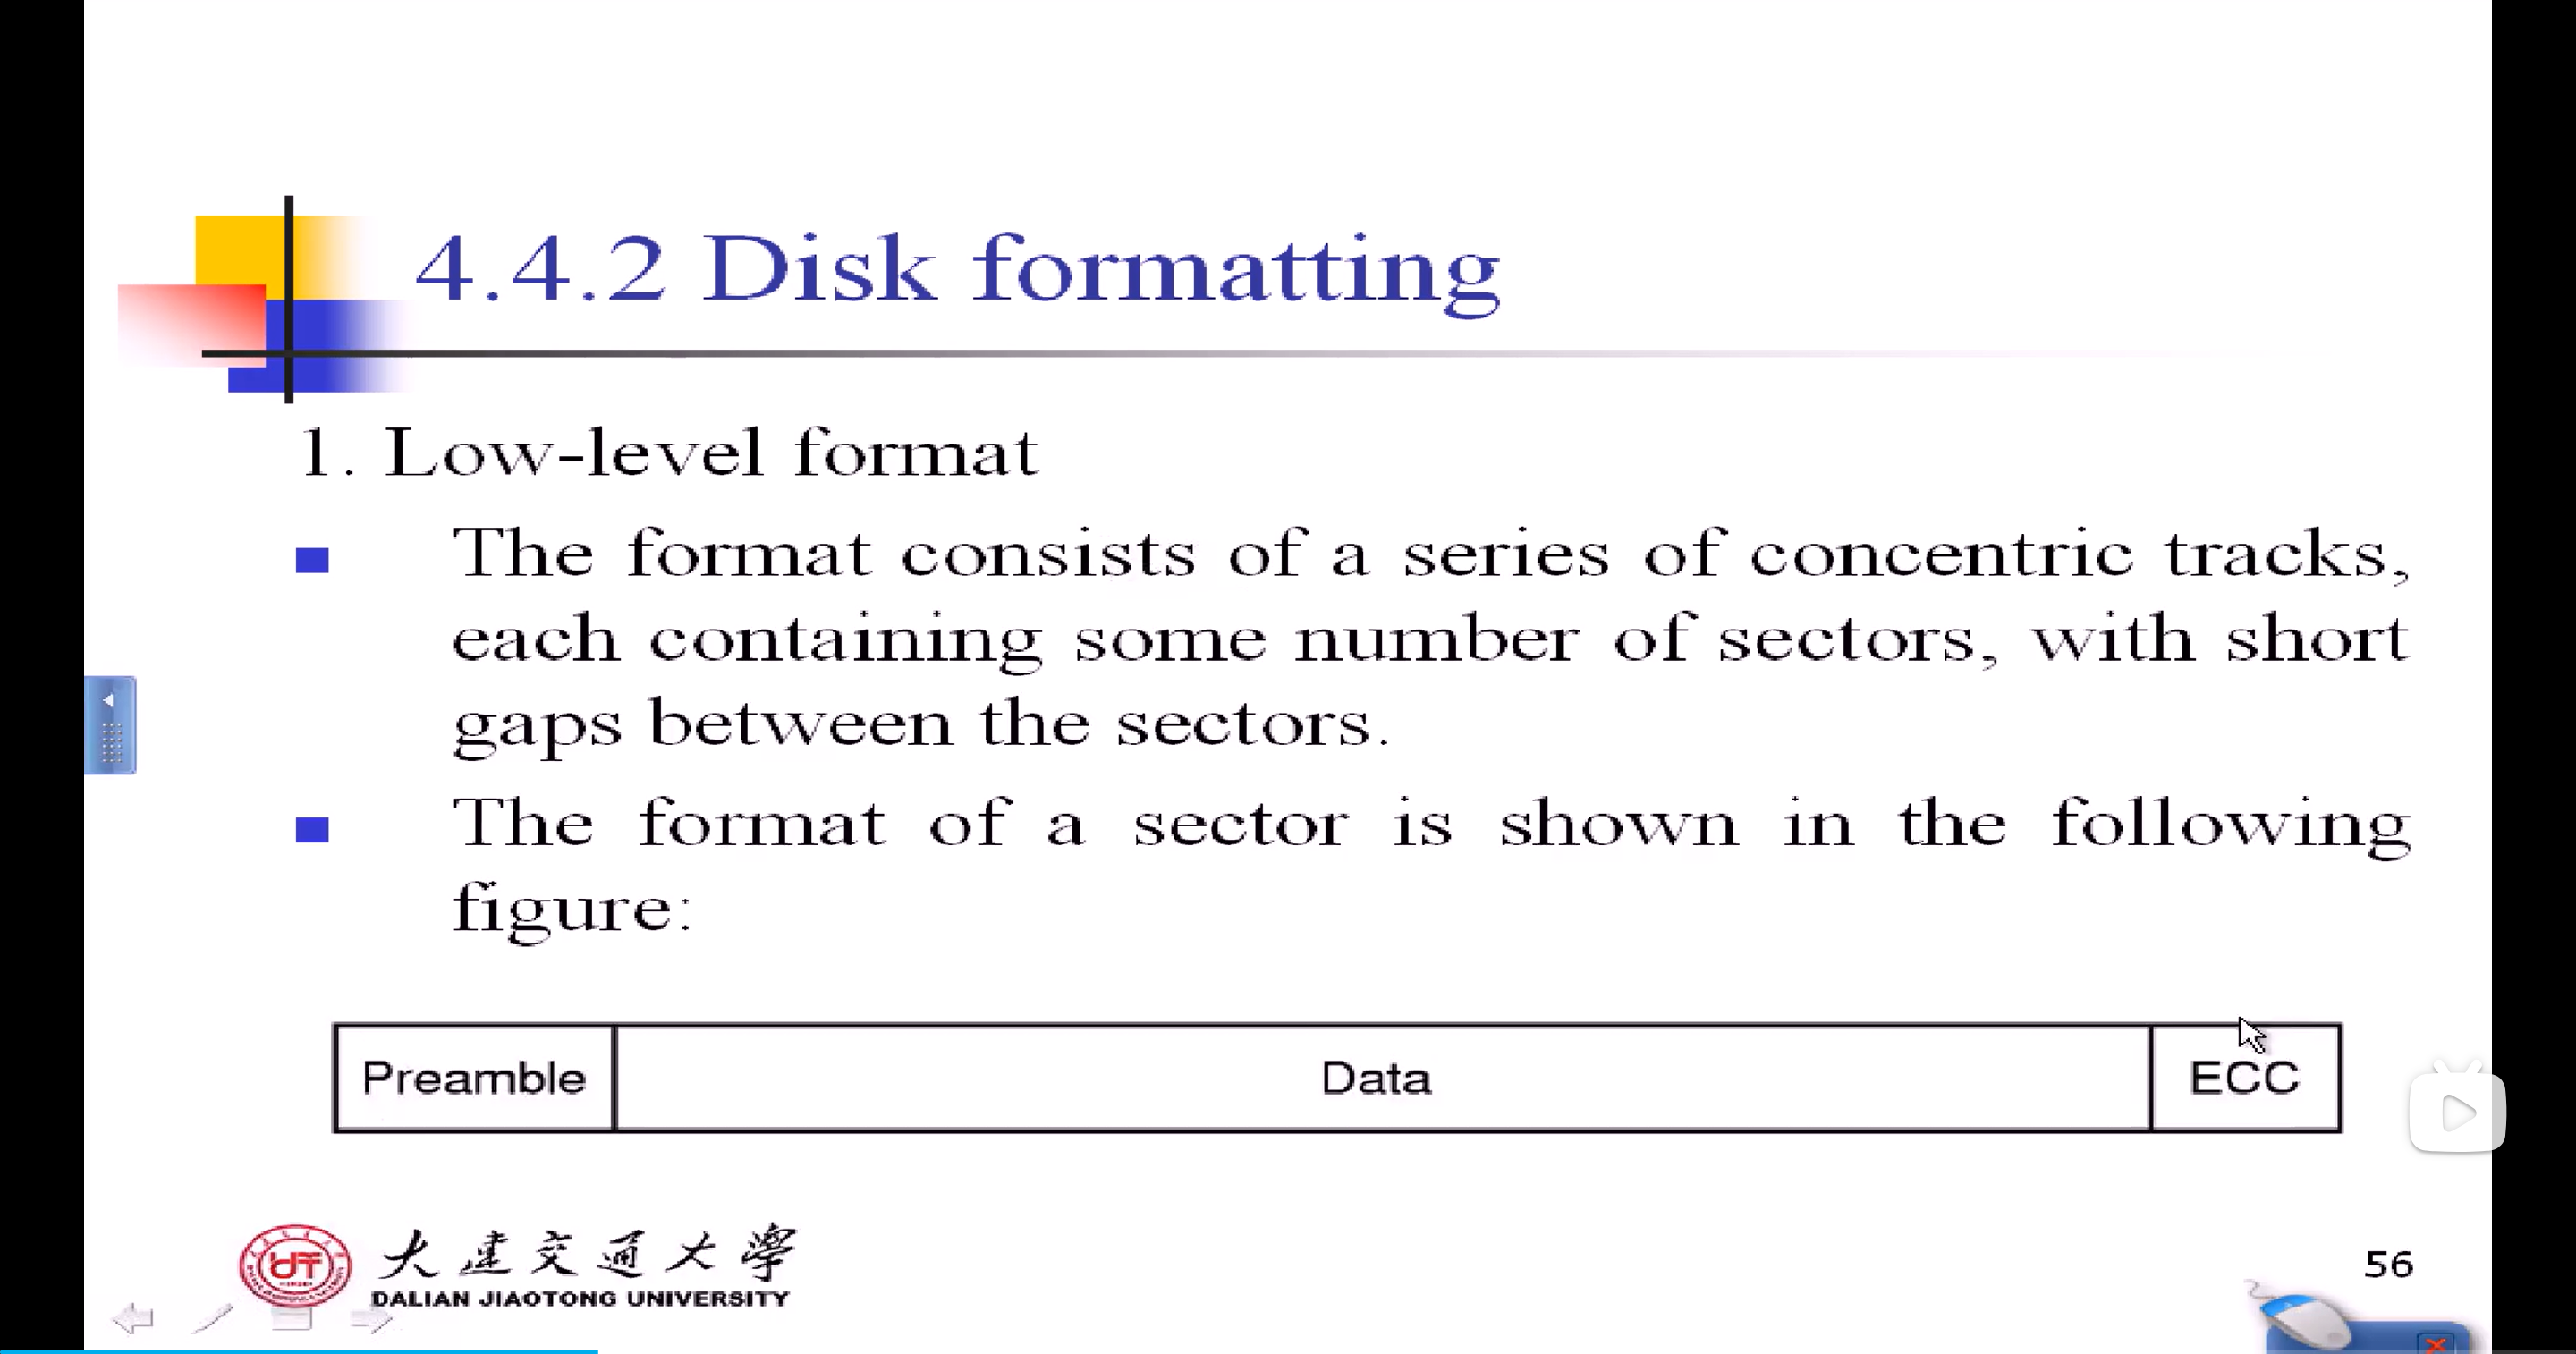 4.4.2 Disk formatting
1. Low-level format
The format consists of a series of concentric tracks,
each containing some number of sectors, with short
gaps between the sectors.
The format of a sector is shown in the following
figure:
Preamble Data ECC
大连交通大学
DALIAN JIAOTONG UNIVERSITY
56